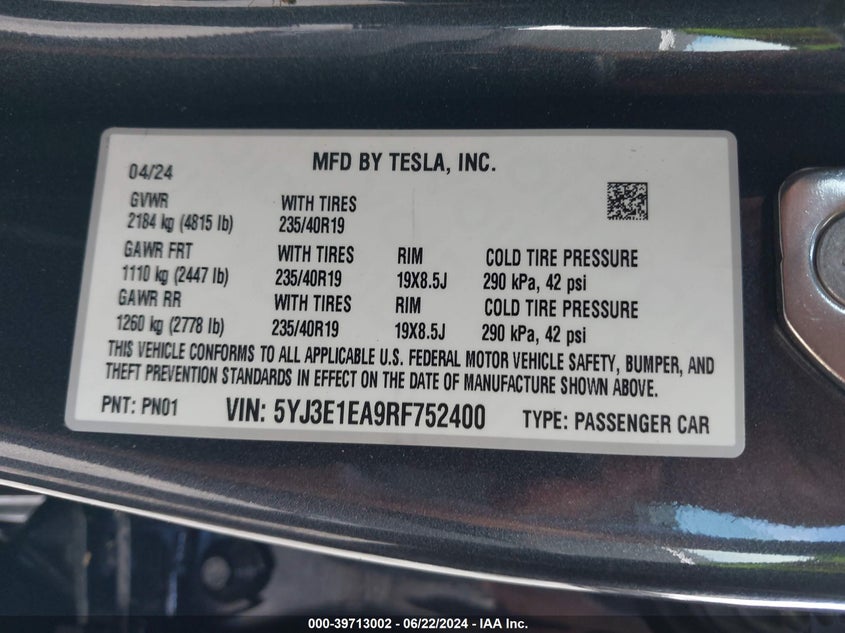 MFD BY TESLA, INC.
04/24
GVWR WITH TIRES
2184 kg (4815 lb) 235/40R19
GAWR FRT WITH TIRES RIM COLD TIRE PRESSURE
1110 kg (2447 lb) 235/40R19 19X8.5J 290 kPa, 42 psi
GAWR RR WITH TIRES RIM COLD TIRE PRESSURE
1260 kg (2778 lb) 235/40R19 19X8.5J 290 kPa, 42 psi
THIS VEHICLE CONFORMS TO ALL APPLICABLE U.S. FEDERAL MOTOR VEHICLE SAFETY, BUMPER, AND
THEFT PREVENTION STANDARDS IN EFFECT ON THE DATE OF MANUFACTURE SHOWN ABOVE.
PNT: PN01 VIN: 5YJ3E1EA9RF752400 TYPE: PASSENGER CAR
000-39713002 - 06/22/2024 - IAA Inc.